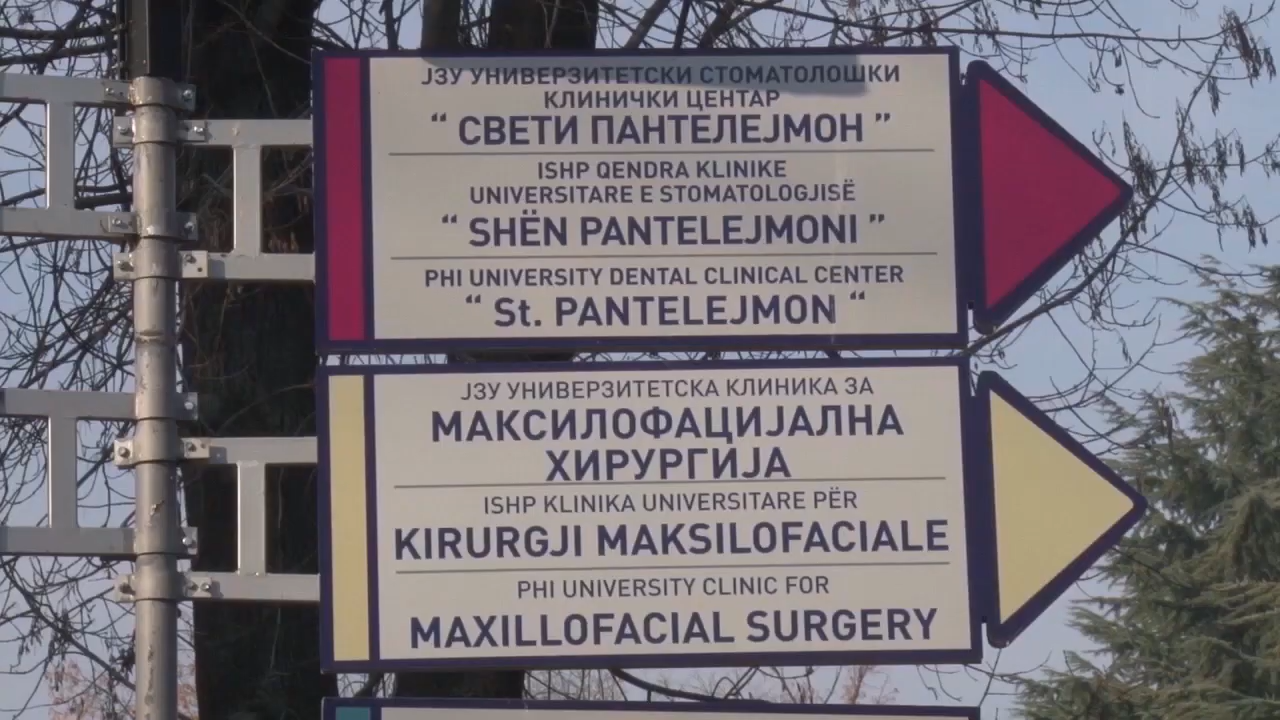 ЈЗУ УНИВЕРЗИТЕТСКИ СТОМАТОЛОШКИ
КЛИНИЧКИ ЦЕНТАР
“ СВЕТИ ПАНТЕЛЕЈМОН ”
ISHP QENDRA KLINIKE
UNIVERSITARE E STOMATOLOGJISË
“ SHËN PANTELEJMONI ”
PHI UNIVERSITY DENTAL CLINICAL CENTER
“ St. PANTELEJMON “
ЈЗУ УНИВЕРЗИТЕТСКА КЛИНИКА ЗА
МАКСИЛОФАЦИЈАЛНА
ХИРУРГИЈА
ISHP KLINIKA UNIVERSITARE PËR
KIRURGJI MAKSILOFACIALE
PHI UNIVERSITY CLINIC FOR
MAXILLOFACIAL SURGERY